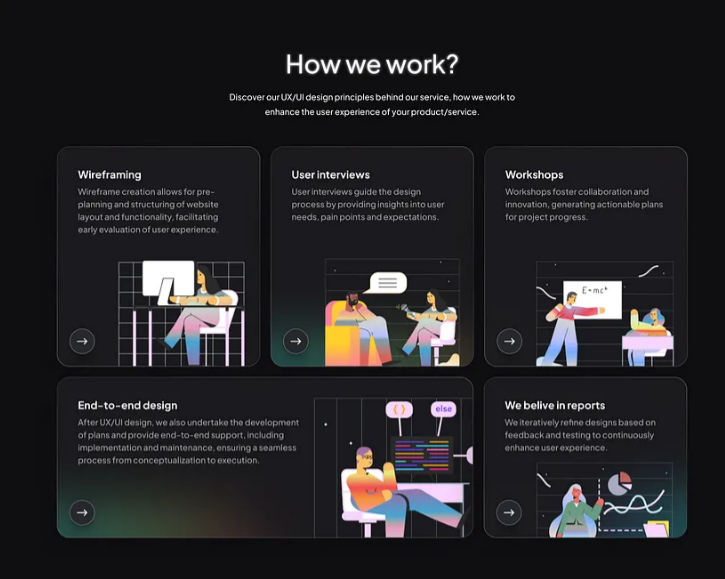 How we work?
Discover our UX/UI design principles behind our service, how we work to
enhance the user experience of your product/service.
Wireframing
Wireframe creation allows for pre-
planning and structuring of website
layout and functionality, facilitating
early evaluation of user experience.
User interviews
User interviews guide the design
process by providing insights into user
needs, pain points and expectations.
Workshops
Workshops foster collaboration and
innovation, generating actionable plans
for project progress.
E=mc²
End-to-end design
After UX/UI design, we also undertake the development
of plans and provide end-to-end support, including
implementation and maintenance, ensuring a seamless
process from conceptualization to execution.
{ }
else
We belive in reports
We iteratively refine designs based on
feedback and testing to continuously
enhance user experience.